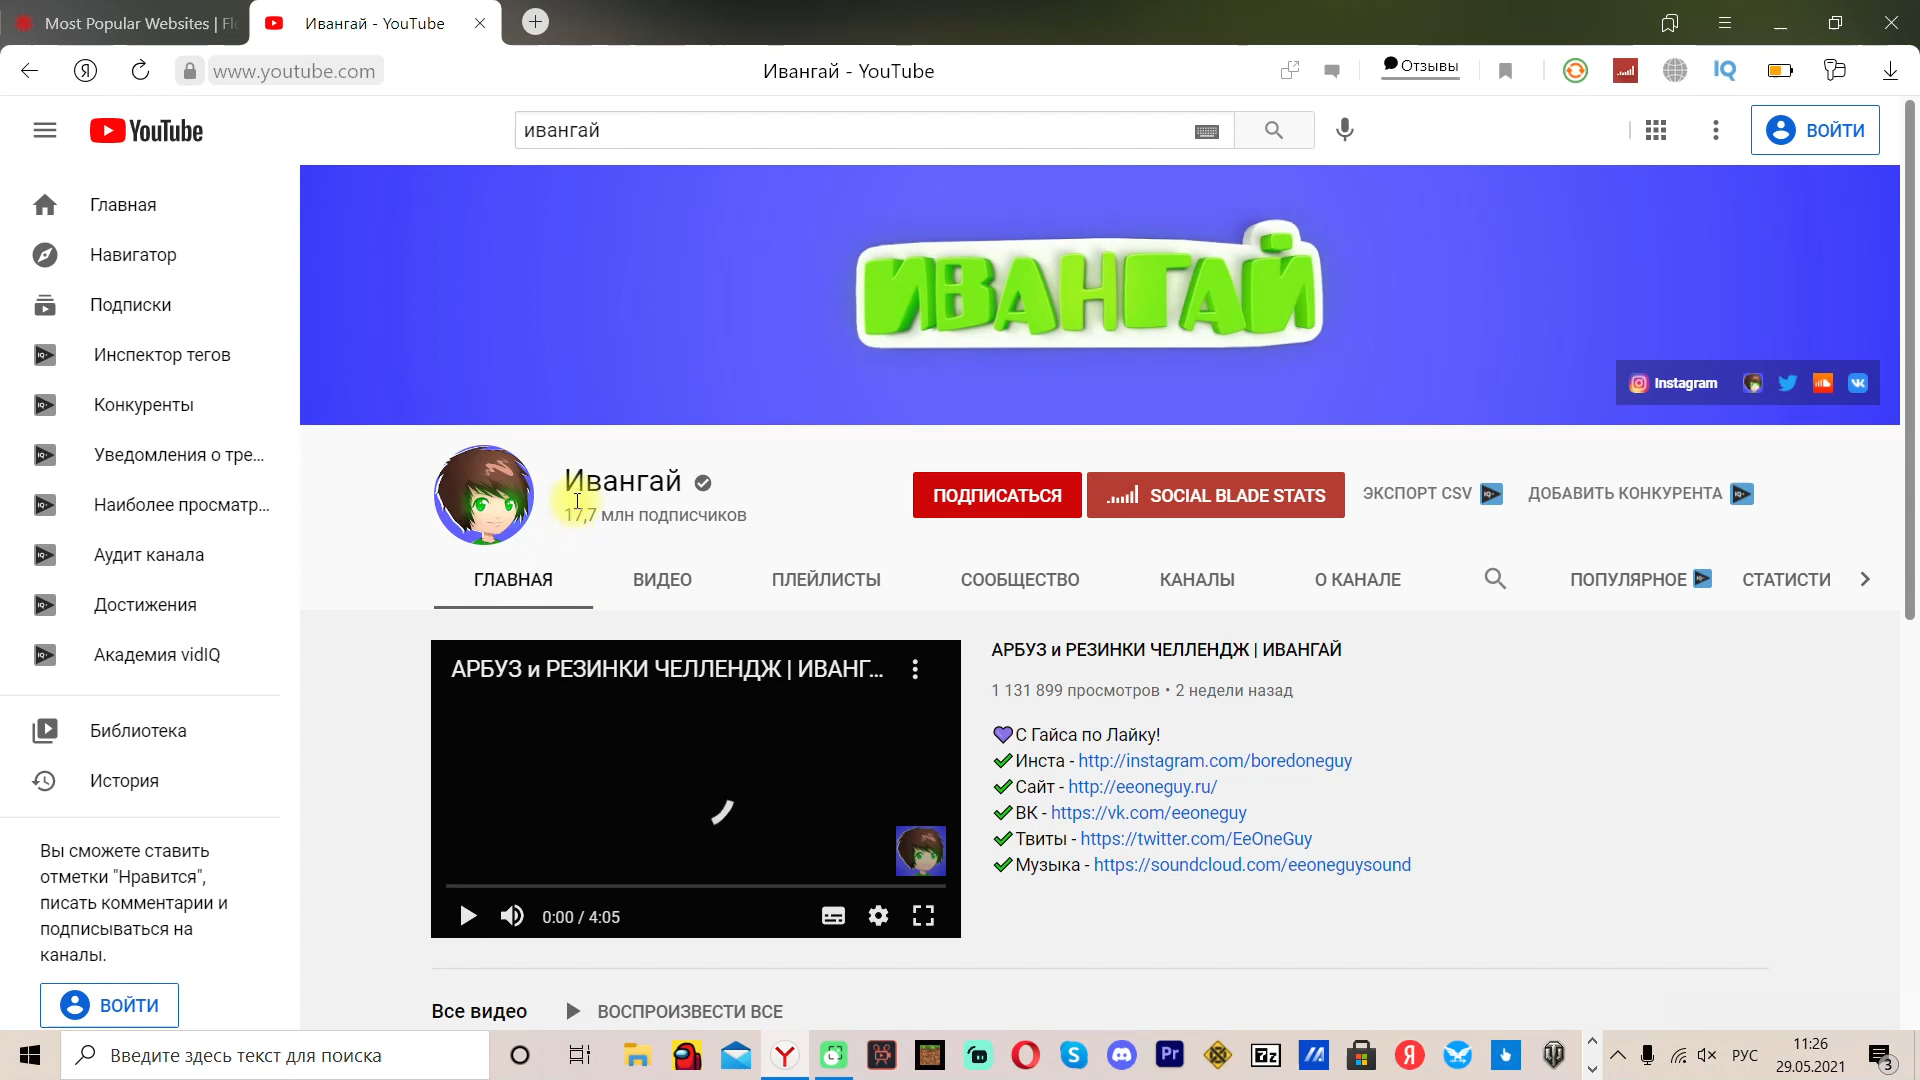 Most Popular Websites | Fl
Ивангай - YouTube
Я
www.youtube.com
Ивангай - YouTube
Отзывы
IQ
YouTube
ивангай
ВОЙТИ
Главная
Навигатор
Подписки
Инспектор тегов
Конкуренты
Уведомления о тре...
Наиболее просматр...
Аудит канала
Достижения
Академия vidIQ
Библиотека
История
Вы сможете ставить
отметки "Нравится",
писать комментарии и
подписываться на
каналы.
ВОЙТИ
ИВАНГАЙ
Instagram
Ивангай
17,7 млн подписчиков
ПОДПИСАТЬСЯ
SOCIAL BLADE STATS
ЭКСПОРТ CSV
ДОБАВИТЬ КОНКУРЕНТА
ГЛАВНАЯ
ВИДЕО
ПЛЕЙЛИСТЫ
СООБЩЕСТВО
КАНАЛЫ
О КАНАЛЕ
ПОПУЛЯРНОЕ
СТАТИСТИ
АРБУЗ и РЕЗИНКИ ЧЕЛЛЕНДЖ | ИВАНГ...
0:00 / 4:05
АРБУЗ и РЕЗИНКИ ЧЕЛЛЕНДЖ | ИВАНГАЙ
1 131 899 просмотров • 2 недели назад
С Гайса по Лайку!
Инста - http://instagram.com/boredoneguy
Сайт - http://eeoneguy.ru/
ВК - https://vk.com/eeoneguy
Твиты - https://twitter.com/EeOneGuy
Музыка - https://soundcloud.com/eeoneguysound
Все видео
ВОСПРОИЗВЕСТИ ВСЕ
Введите здесь текст для поиска
Pr
7z
Я
РУС
11:26
29.05.2021
3